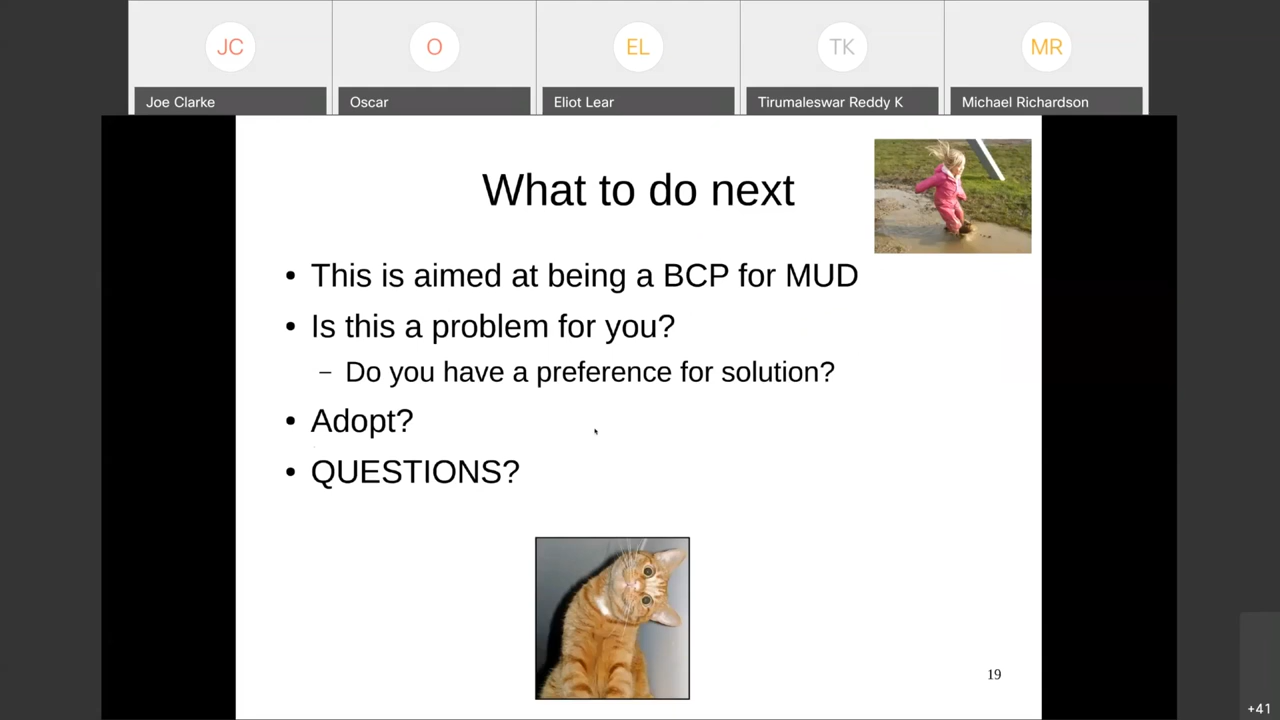 JC
O
EL
TK
MR
Joe Clarke
Oscar
Eliot Lear
Tirumaleswar Reddy K
Michael Richardson
What to do next
• This is aimed at being a BCP for MUD
• Is this a problem for you?
– Do you have a preference for solution?
• Adopt?
• QUESTIONS?
19
+41